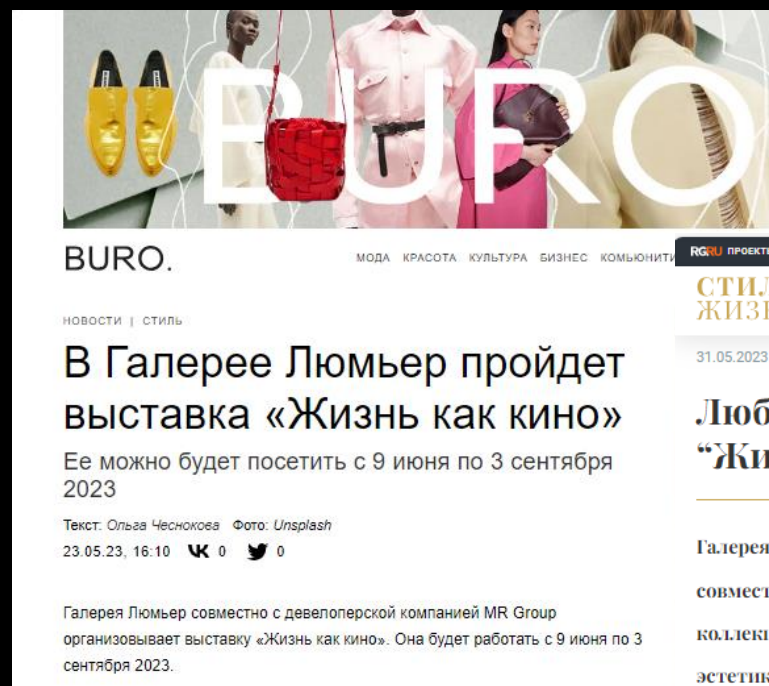 BURO
BURO.
МОДА КРАСОТА КУЛЬТУРА БИЗНЕС КОМЬЮНИТИ
НОВОСТИ | СТИЛЬ
В Галерее Люмьер пройдет
выставка «Жизнь как кино»
Ее можно будет посетить с 9 июня по 3 сентября
2023
Текст: Ольга Чеснокова Фото: Unsplash
23.05.23, 16:10 0 0
Галерея Люмьер совместно с девелоперской компанией MR Group
организовывает выставку «Жизнь как кино». Она будет работать с 9 июня по 3
сентября 2023.
RGRU
31.05.2023
Галерея